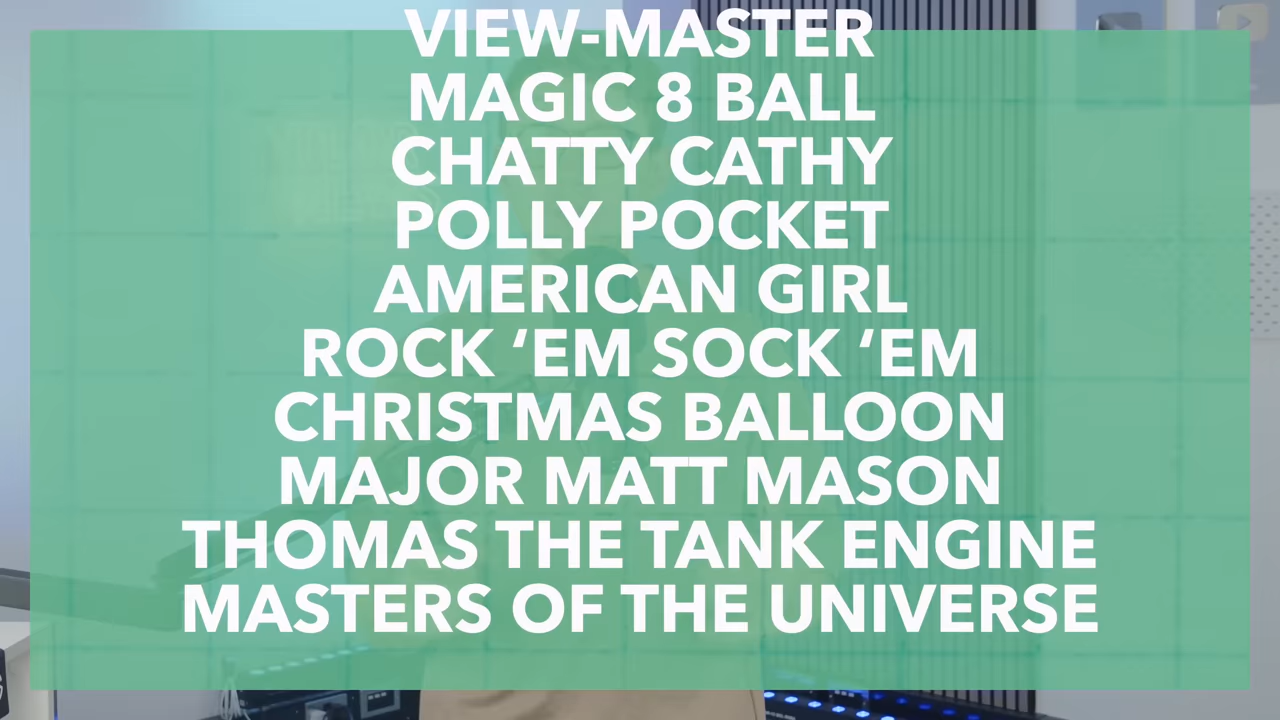 VIEW-MASTER
MAGIC 8 BALL
CHATTY CATHY
POLLY POCKET
AMERICAN GIRL
ROCK ‘EM SOCK ‘EM
CHRISTMAS BALLOON
MAJOR MATT MASON
THOMAS THE TANK ENGINE
MASTERS OF THE UNIVERSE